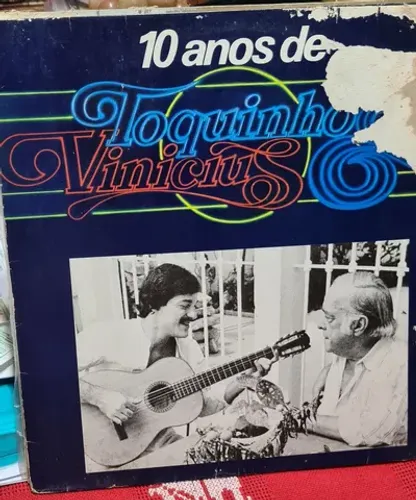 10 anos de
Toquinho &
Vinicius